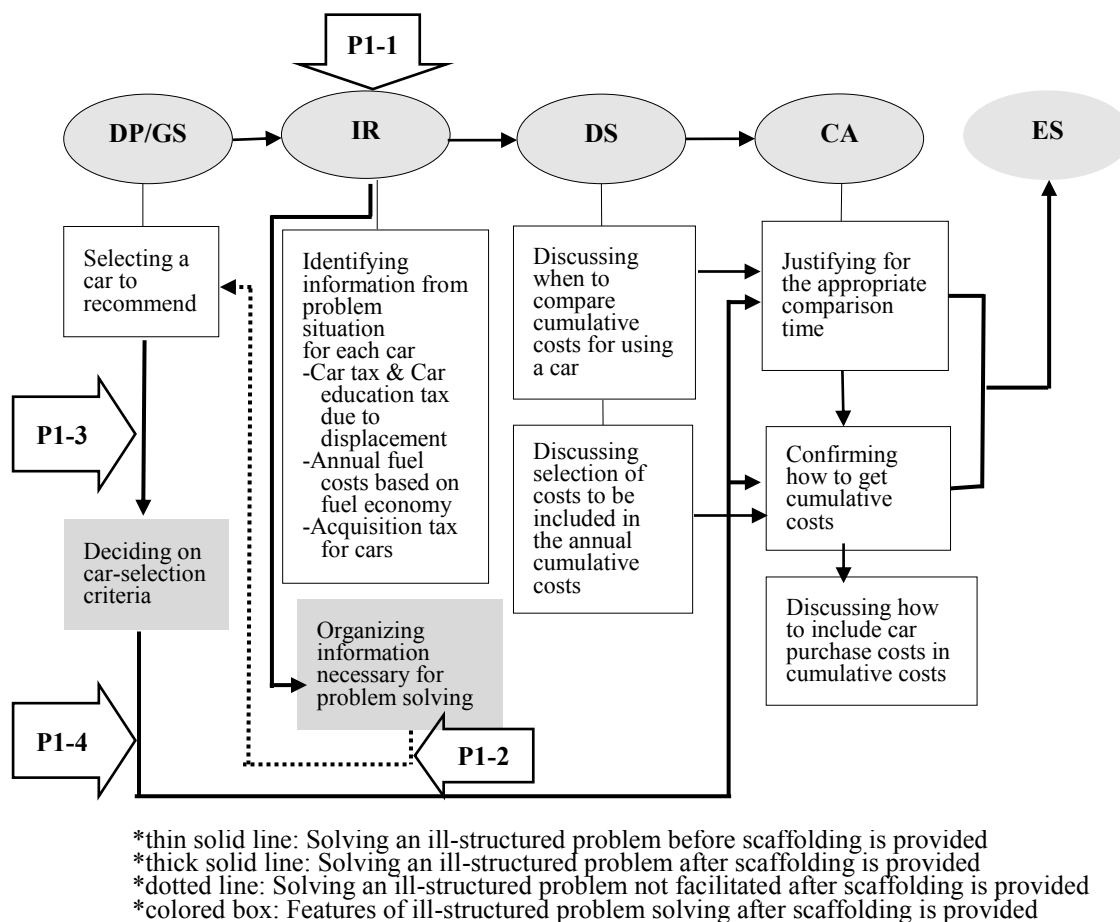 P1-1
DP/GS
IR
DS
CA
ES
Selecting a
car to
recommend
Identifying
information from
problem
situation
for each car
-Car tax & Car
education tax
due to
displacement
-Annual fuel
costs based on
fuel economy
-Acquisition tax
for cars
Discussing
when to
compare
cumulative
costs for using
a car
Justifying for
the appropriate
comparison
time
P1-3
Discussing
selection of
costs to be
included in
the annual
cumulative
costs
Confirming
how to get
cumulative
costs
Deciding on
car-selection
criteria
Organizing
information
necessary for
problem solving
Discussing how
to include car
purchase costs in
cumulative costs
P1-4
P1-2
*thin solid line: Solving an ill-structured problem before scaffolding is provided
*thick solid line: Solving an ill-structured problem after scaffolding is provided
*dotted line: Solving an ill-structured problem not facilitated after scaffolding is provided
*colored box: Features of ill-structured problem solving after scaffolding is provided